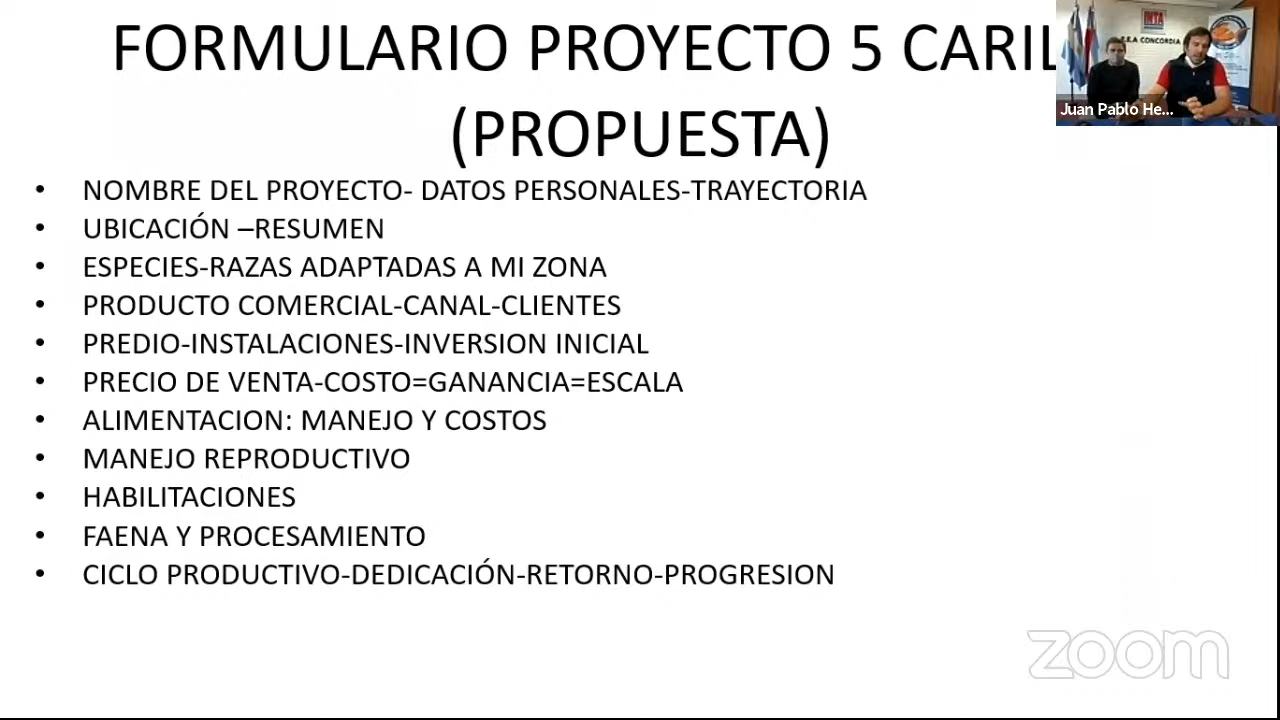 FORMULARIO PROYECTO 5 CARIL
(PROPUESTA)
• NOMBRE DEL PROYECTO- DATOS PERSONALES-TRAYECTORIA
• UBICACIÓN –RESUMEN
• ESPECIES-RAZAS ADAPTADAS A MI ZONA
• PRODUCTO COMERCIAL-CANAL-CLIENTES
• PREDIO-INSTALACIONES-INVERSION INICIAL
• PRECIO DE VENTA-COSTO=GANANCIA=ESCALA
• ALIMENTACION: MANEJO Y COSTOS
• MANEJO REPRODUCTIVO
• HABILITACIONES
• FAENA Y PROCESAMIENTO
• CICLO PRODUCTIVO-DEDICACIÓN-RETORNO-PROGRESION
INTA
E.E.A CONCORDIA
Juan Pablo He...
zoom